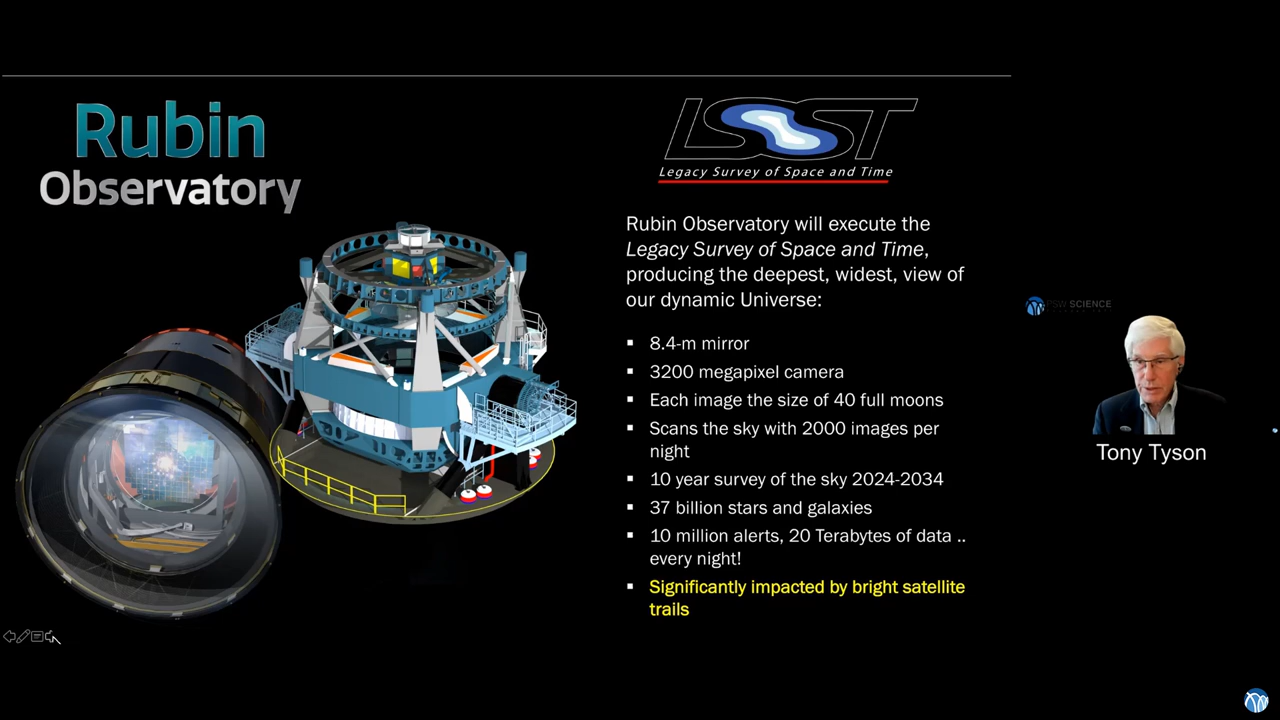 Rubin
Observatory
LSST
Legacy Survey of Space and Time
Rubin Observatory will execute the
Legacy Survey of Space and Time,
producing the deepest, widest, view of
our dynamic Universe:
▪ 8.4-m mirror
▪ 3200 megapixel camera
▪ Each image the size of 40 full moons
▪ Scans the sky with 2000 images per
night
▪ 10 year survey of the sky 2024-2034
▪ 37 billion stars and galaxies
▪ 10 million alerts, 20 Terabytes of data ..
every night!
▪ Significantly impacted by bright satellite
trails
PSW SCIENCE
Tony Tyson